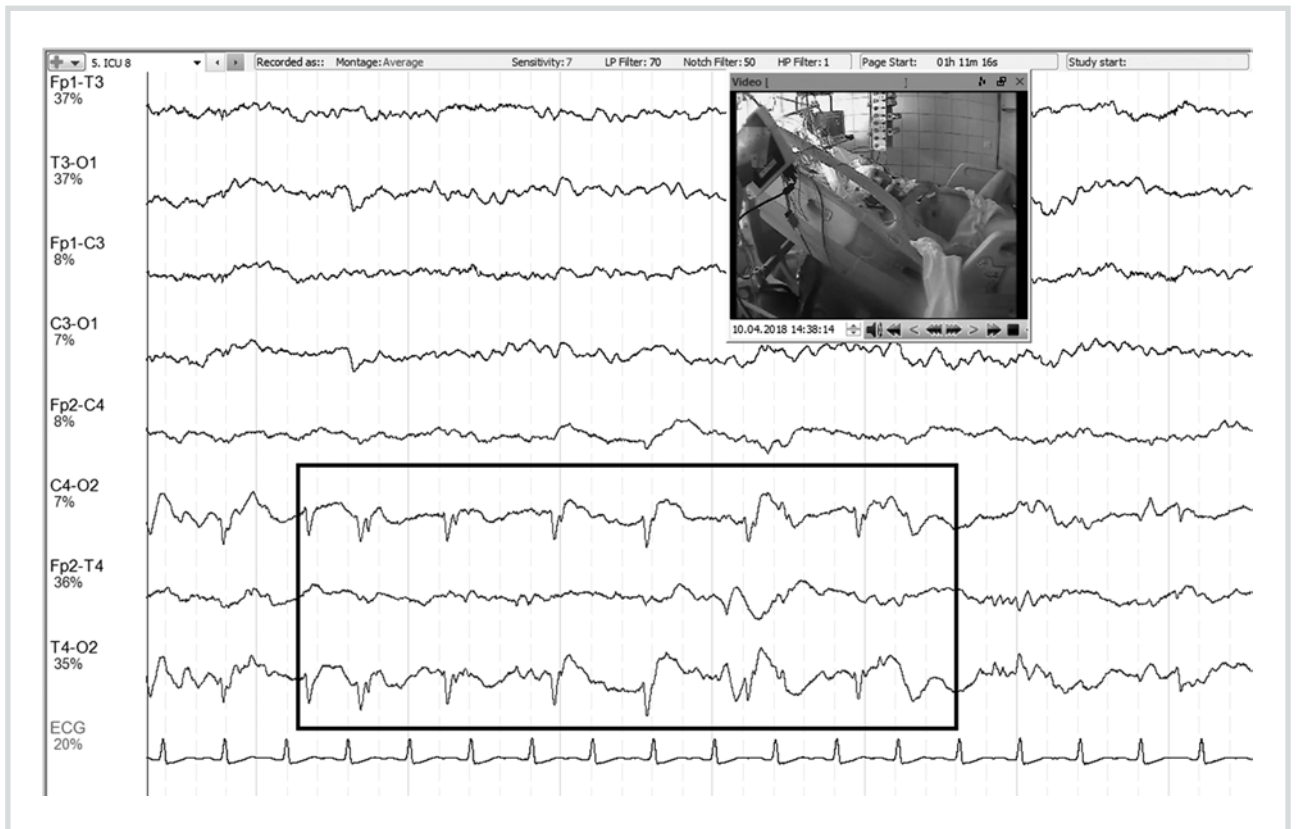 5. ICU 8 Recorded as:: Montage: Average Sensitivity: 7 LP Filter: 70 Notch Filter: 50 HP Filter: 1 Page Start: 01h 11m 16s Study start:
Video [ ]
Fp1-T3
37%
T3-O1
37%
Fp1-C3
8%
C3-O1
7%
10.04.2018 14:38:14
Fp2-C4
8%
C4-O2
7%
Fp2-T4
36%
T4-O2
35%
ECG
20%